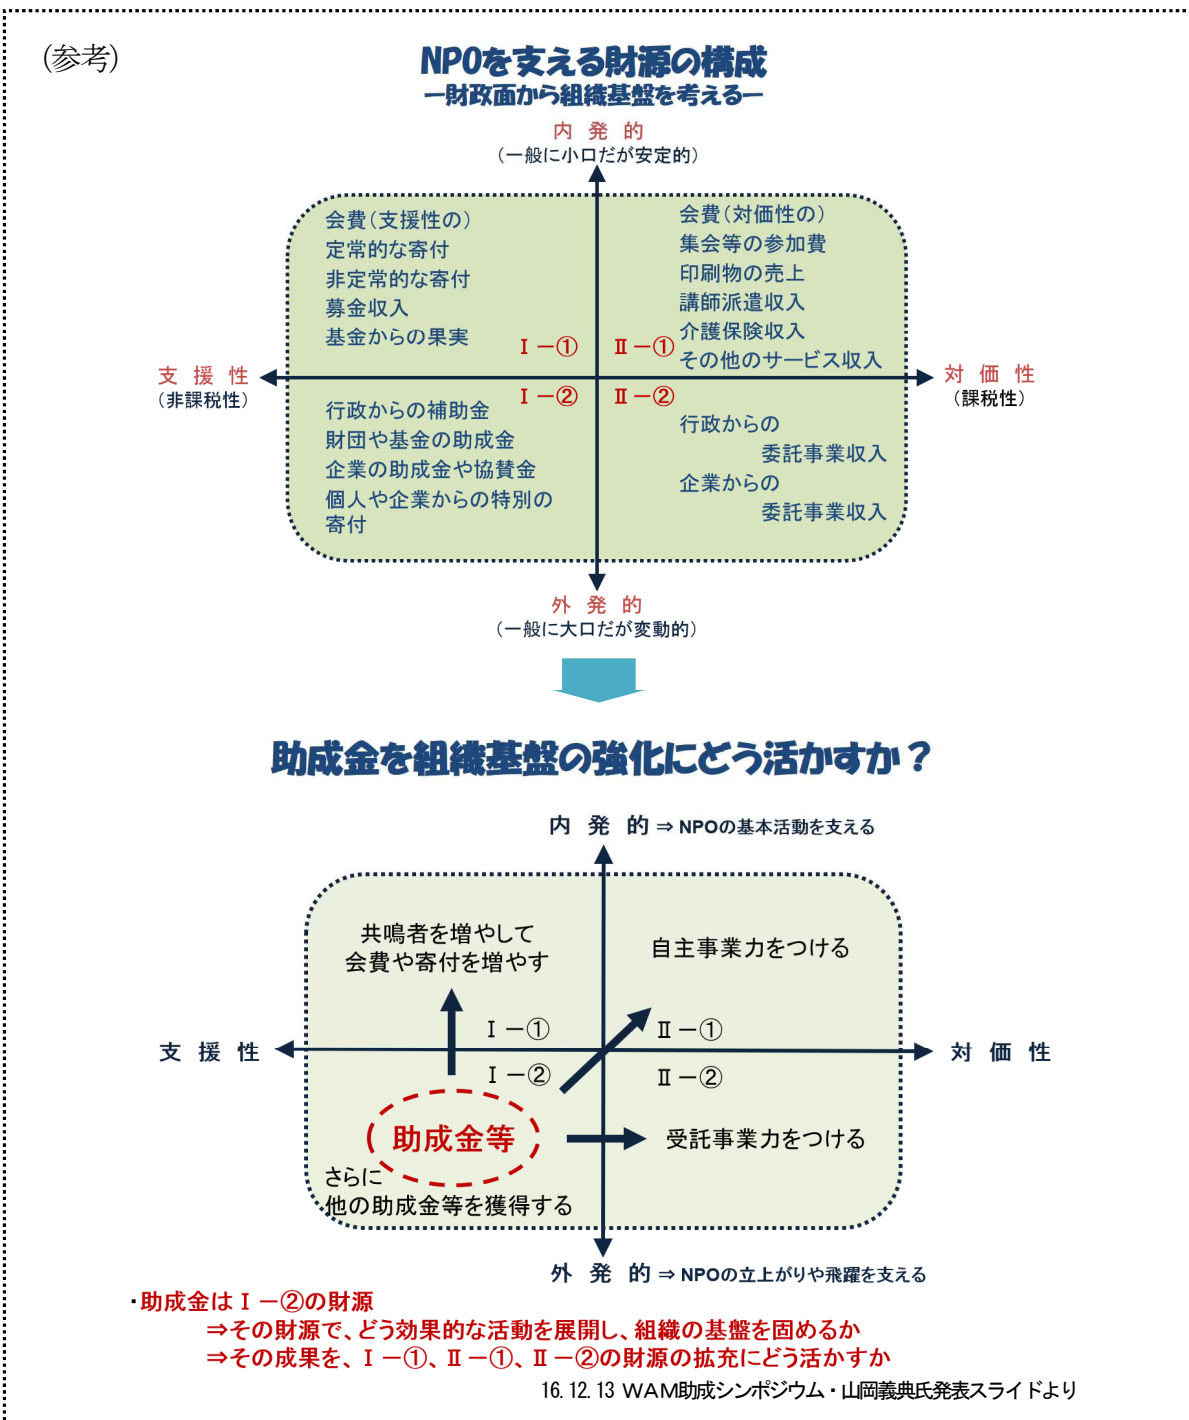 (参考)
NPOを支える財源の構成
ー財政面から組織基盤を考えるー
内 発 的
(一般に小口だが安定的)
会費(支援性の)
定常的な寄付
非定常的な寄付
募金収入
基金からの果実
Ⅰ－①
会費(対価性の)
集会等の参加費
印刷物の売上
講師派遣収入
介護保険収入
その他のサービス収入
Ⅱ－①
支 援 性
(非課税性)
対 価 性
(課税性)
Ⅰ－②
行政からの補助金
財団や基金の助成金
企業の助成金や協賛金
個人や企業からの特別の
寄付
Ⅱ－②
行政からの
委託事業収入
企業からの
委託事業収入
外 発 的
(一般に大口だが変動的)
助成金を組織基盤の強化にどう活かすか？
内 発 的 ⇒ NPOの基本活動を支える
共鳴者を増やして
会費や寄付を増やす
自主事業力をつける
Ⅰ－①
Ⅱ－①
支 援 性
対 価 性
Ⅰ－②
Ⅱ－②
助成金等
受託事業力をつける
さらに
他の助成金等を獲得する
外 発 的 ⇒ NPOの立上がりや飛躍を支える
・助成金はⅠ－②の財源
⇒その財源で、どう効果的な活動を展開し、組織の基盤を固めるか
⇒その成果を、Ⅰ－①、Ⅱ－①、Ⅱ－②の財源の拡充にどう活かすか
16.12.13 WAM助成シンポジウム・山岡義典氏発表スライドより